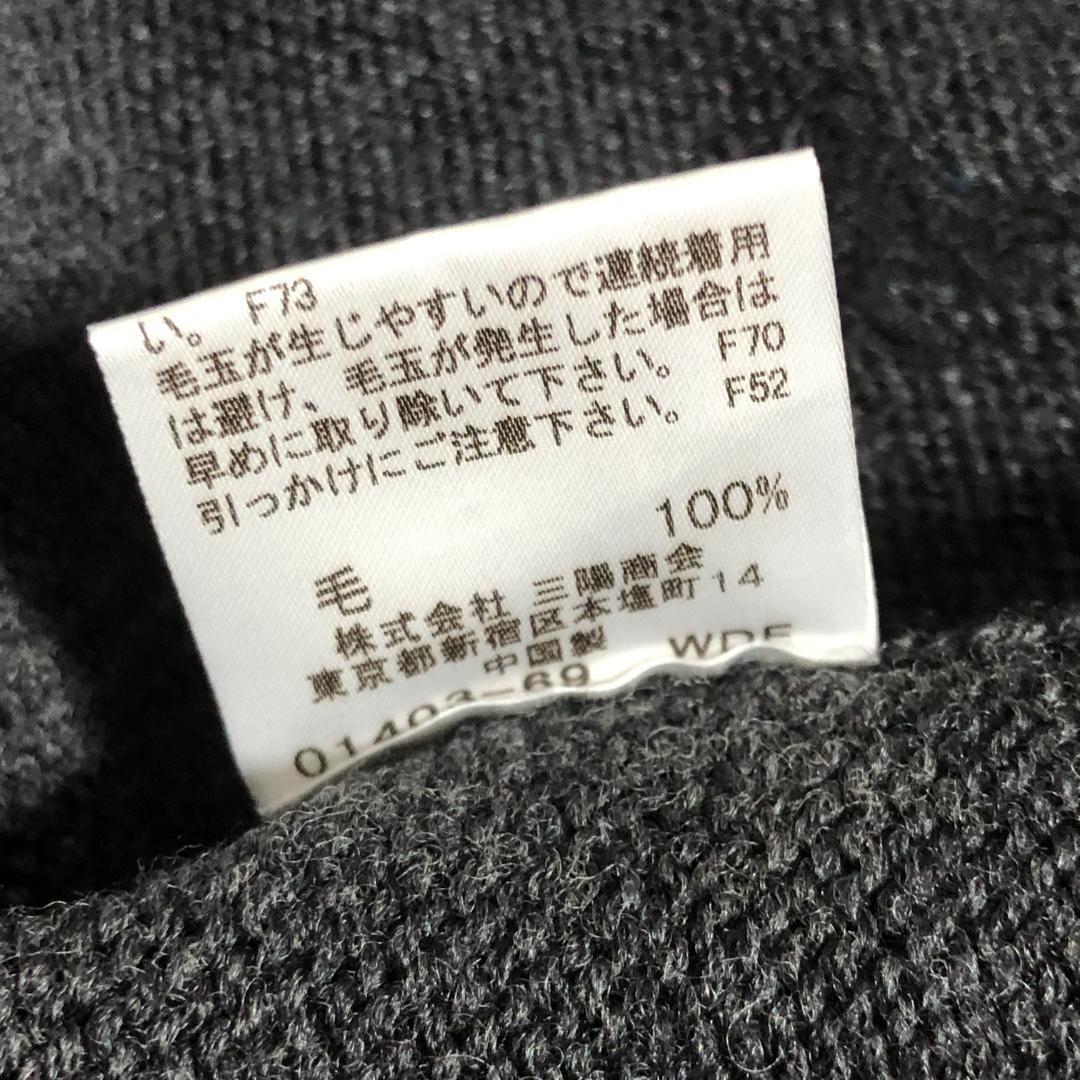 い。 F73
毛玉が生じやすいので連続着用
は避け、毛玉が発生した場合は
早めに取り除いて下さい。 F70
引っかけにご注意下さい。 F52
100%
毛
株式会社 三陽商会
東京都新宿区本塩町14
中国製
01403-69 WDE